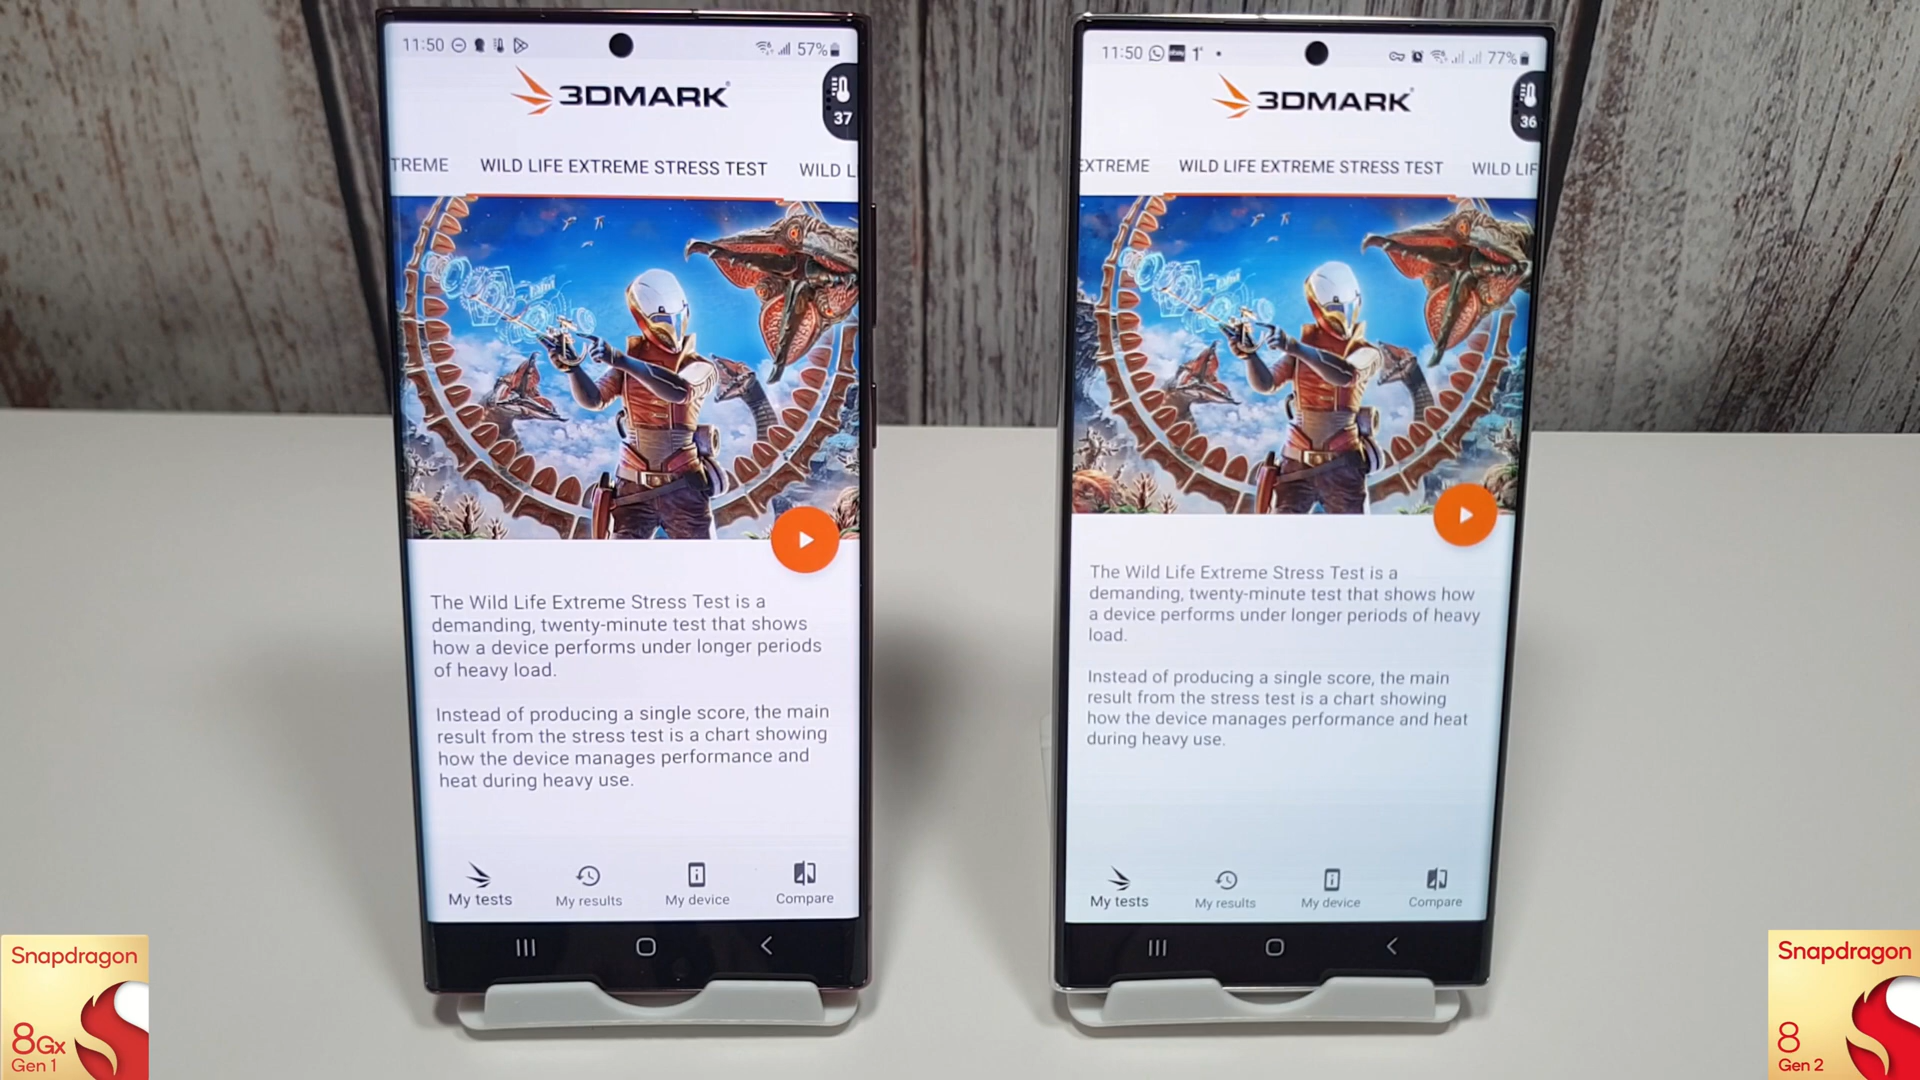 11:50
57%
3DMARK
37
TREME
WILD LIFE EXTREME STRESS TEST
WILD L
The Wild Life Extreme Stress Test is a
demanding, twenty-minute test that shows
how a device performs under longer periods
of heavy load.
Instead of producing a single score, the main
result from the stress test is a chart showing
how the device manages performance and
heat during heavy use.
My tests
My results
My device
Compare
11:50
77%
3DMARK
36
EXTREME
WILD LIFE EXTREME STRESS TEST
WILD LIF
The Wild Life Extreme Stress Test is a
demanding, twenty-minute test that shows how
a device performs under longer periods of heavy
load.
Instead of producing a single score, the main
result from the stress test is a chart showing
how the device manages performance and heat
during heavy use.
My tests
My results
My device
Compare
Snapdragon
8Gx
Gen 1
Snapdragon
8
Gen 2